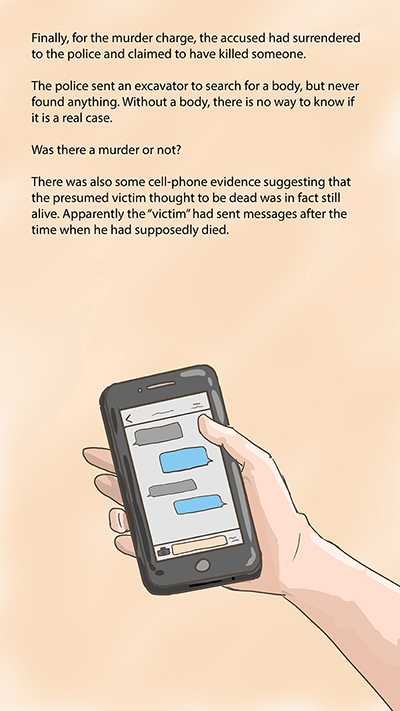 Finally, for the murder charge, the accused had surrendered
to the police and claimed to have killed someone.
The police sent an excavator to search for a body, but never
found anything. Without a body, there is no way to know if
it is a real case.
Was there a murder or not?
There was also some cell-phone evidence suggesting that
the presumed victim thought to be dead was in fact still
alive. Apparently the “victim” had sent messages after the
time when he had supposedly died.